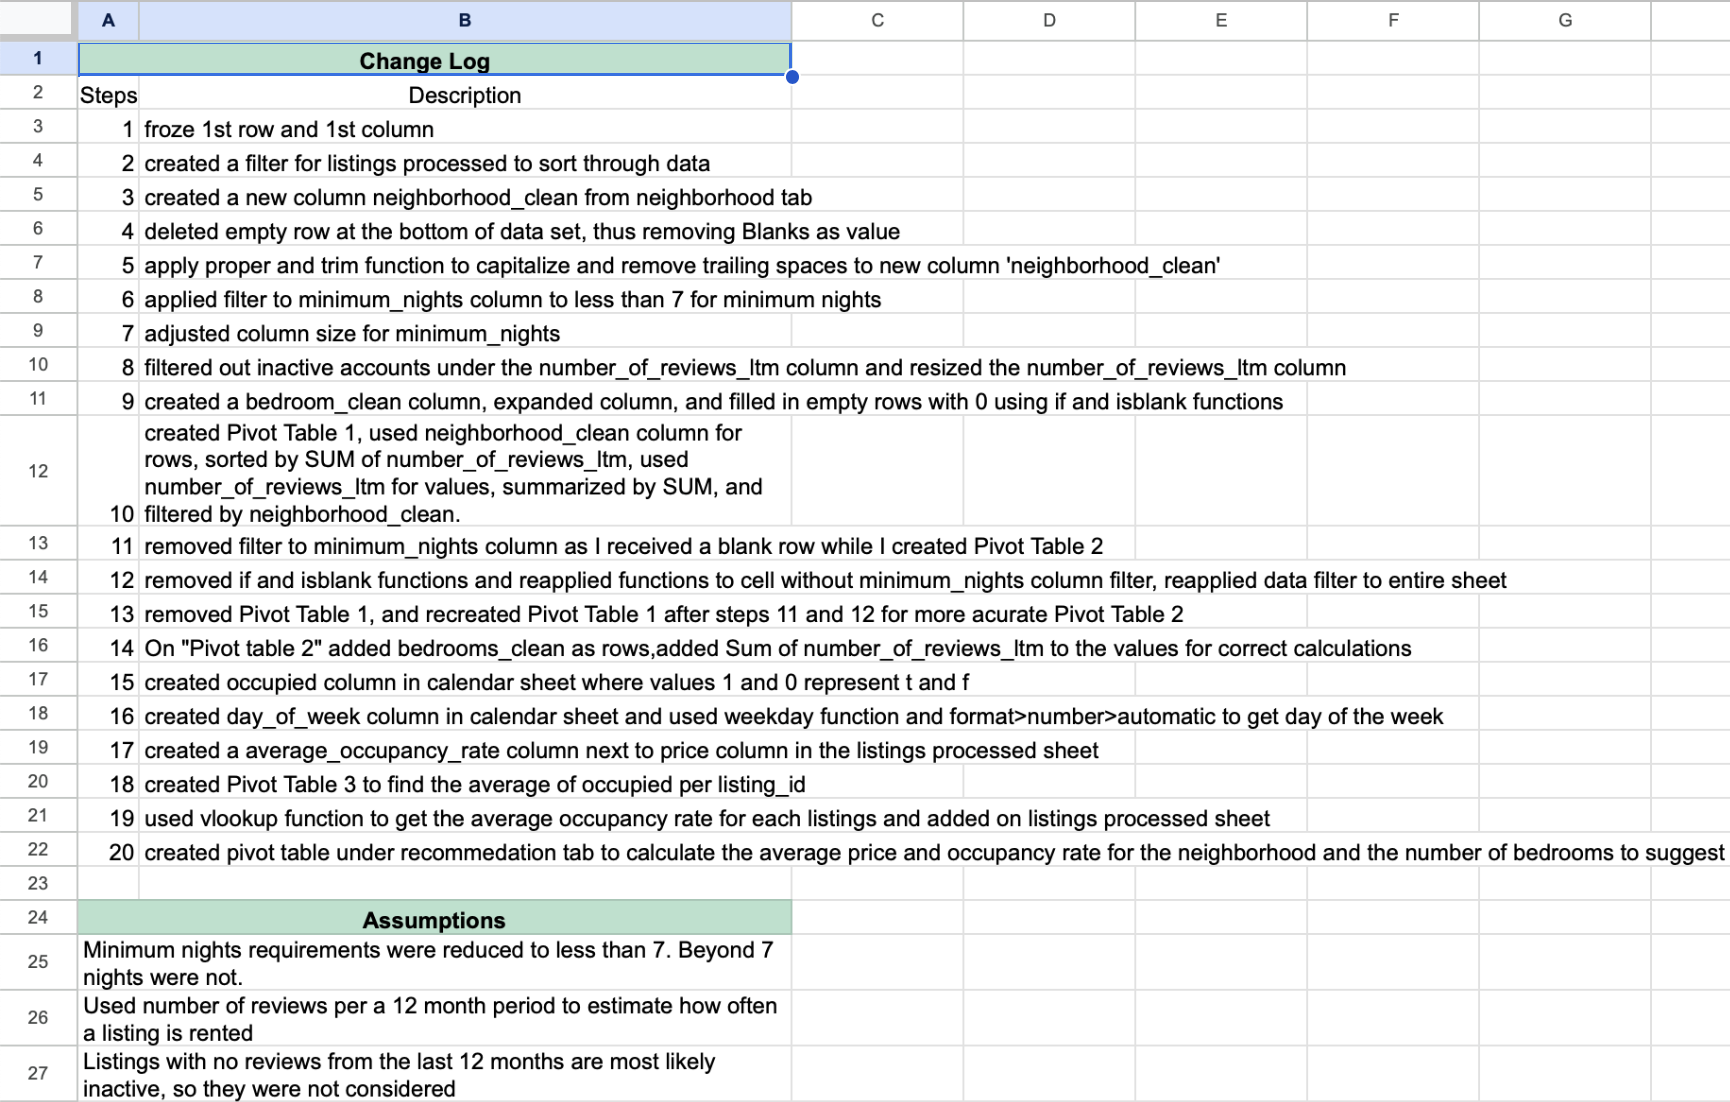 A B C D E F G
1 Change Log
2 Steps Description
3 1 froze 1st row and 1st column
4 2 created a filter for listings processed to sort through data
5 3 created a new column neighborhood_clean from neighborhood tab
6 4 deleted empty row at the bottom of data set, thus removing Blanks as value
7 5 apply proper and trim function to capitalize and remove trailing spaces to new column 'neighborhood_clean'
8 6 applied filter to minimum_nights column to less than 7 for minimum nights
9 7 adjusted column size for minimum_nights
10 8 filtered out inactive accounts under the number_of_reviews_ltm column and resized the number_of_reviews_ltm column
11 9 created a bedroom_clean column, expanded column, and filled in empty rows with 0 using if and isblank functions
created Pivot Table 1, used neighborhood_clean column for
rows, sorted by SUM of number_of_reviews_ltm, used
12 number_of_reviews_ltm for values, summarized by SUM, and
10 filtered by neighborhood_clean.
13 11 removed filter to minimum_nights column as I received a blank row while I created Pivot Table 2
14 12 removed if and isblank functions and reapplied functions to cell without minimum_nights column filter, reapplied data filter to entire sheet
15 13 removed Pivot Table 1, and recreated Pivot Table 1 after steps 11 and 12 for more acurate Pivot Table 2
16 14 On "Pivot table 2" added bedrooms_clean as rows,added Sum of number_of_reviews_ltm to the values for correct calculations
17 15 created occupied column in calendar sheet where values 1 and 0 represent t and f
18 16 created day_of_week column in calendar sheet and used weekday function and format>number>automatic to get day of the week
19 17 created a average_occupancy_rate column next to price column in the listings processed sheet
20 18 created Pivot Table 3 to find the average of occupied per listing_id
21 19 used vlookup function to get the average occupancy rate for each listings and added on listings processed sheet
22 20 created pivot table under recommedation tab to calculate the average price and occupancy rate for the neighborhood and the number of bedrooms to suggest
23
24 Assumptions
25 Minimum nights requirements were reduced to less than 7. Beyond 7
nights were not.
26 Used number of reviews per a 12 month period to estimate how often
a listing is rented
27 Listings with no reviews from the last 12 months are most likely
inactive, so they were not considered